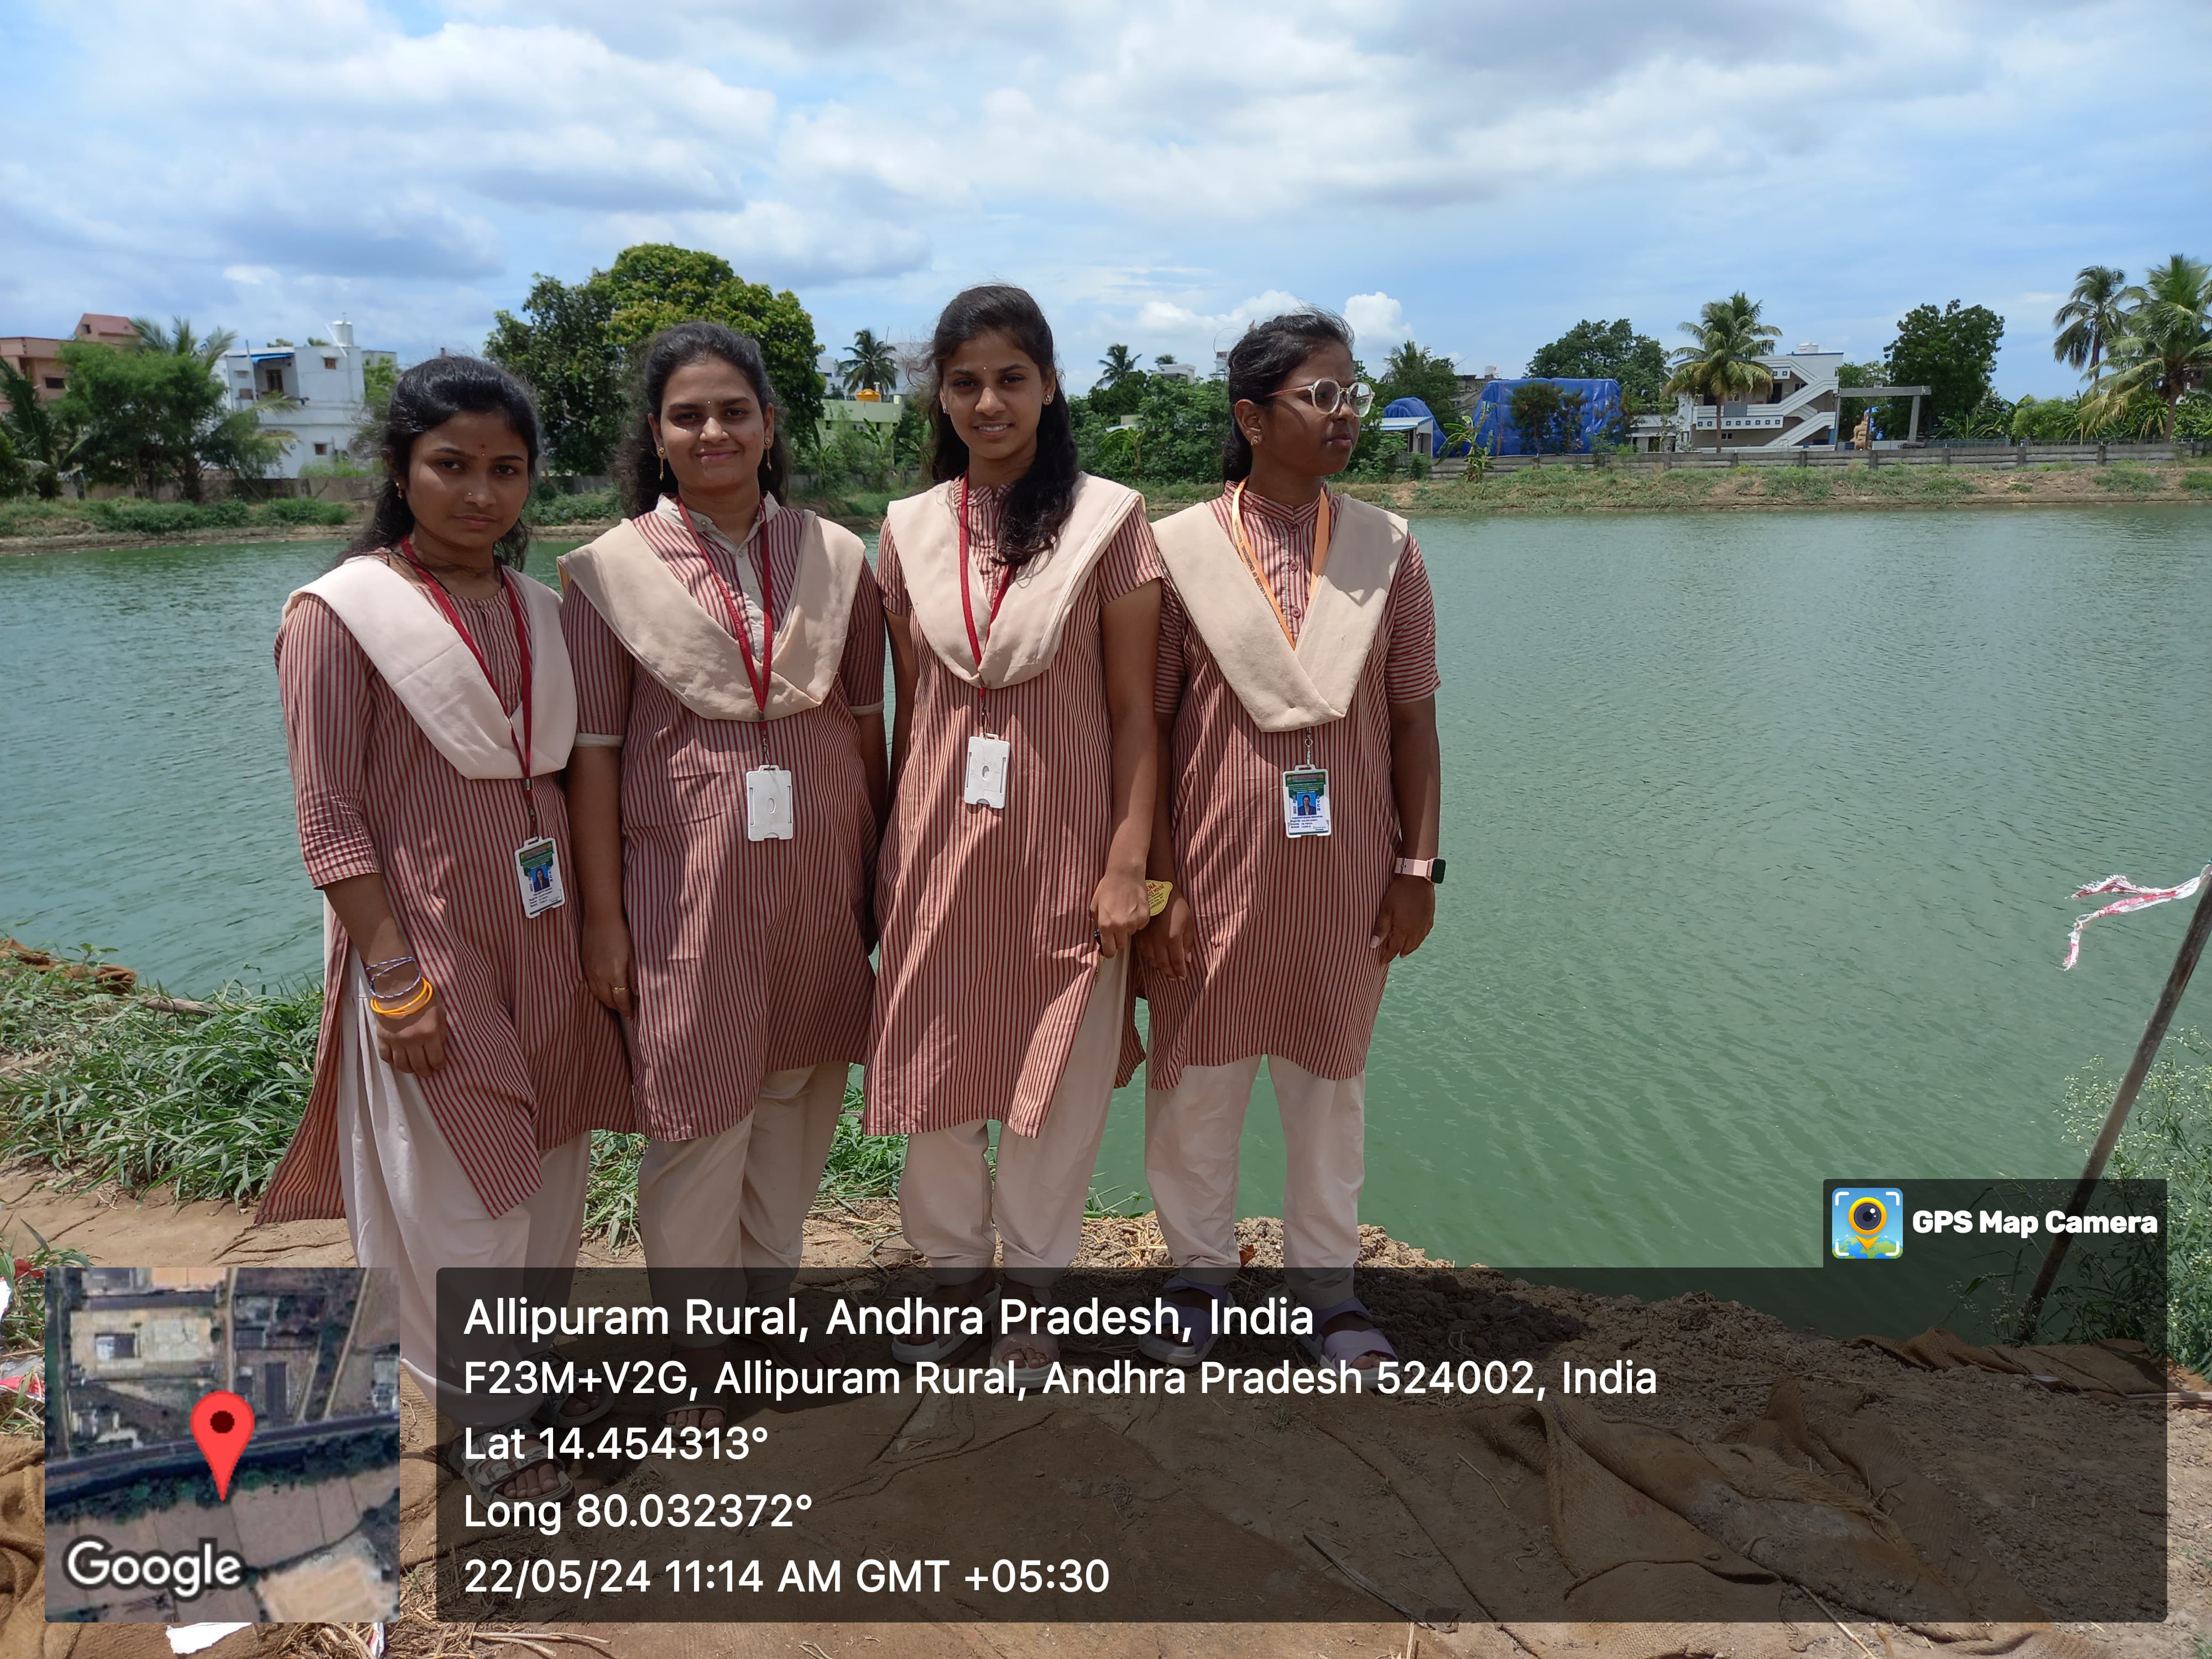 GPS Map Camera
Allipuram Rural, Andhra Pradesh, India
F23M+V2G, Allipuram Rural, Andhra Pradesh 524002, India
Lat 14.454313°
Long 80.032372°
22/05/24 11:14 AM GMT +05:30
Google